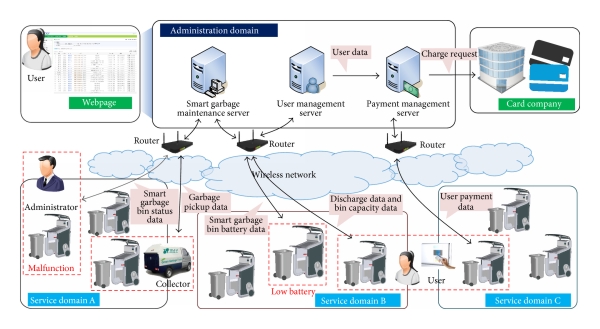 Administration domain
User
Webpage
Smart garbage
maintenance server
User management
server
User data
Payment management
server
Charge request
Card company
Router
Router
Router
Wireless network
Administrator
Malfunction
Smart
garbage
bin status
data
Garbage
pickup data
Collector
Service domain A
Smart garbage
bin battery data
Discharge data and
bin capacity data
Low battery
Service domain B
User
User payment
data
Service domain C